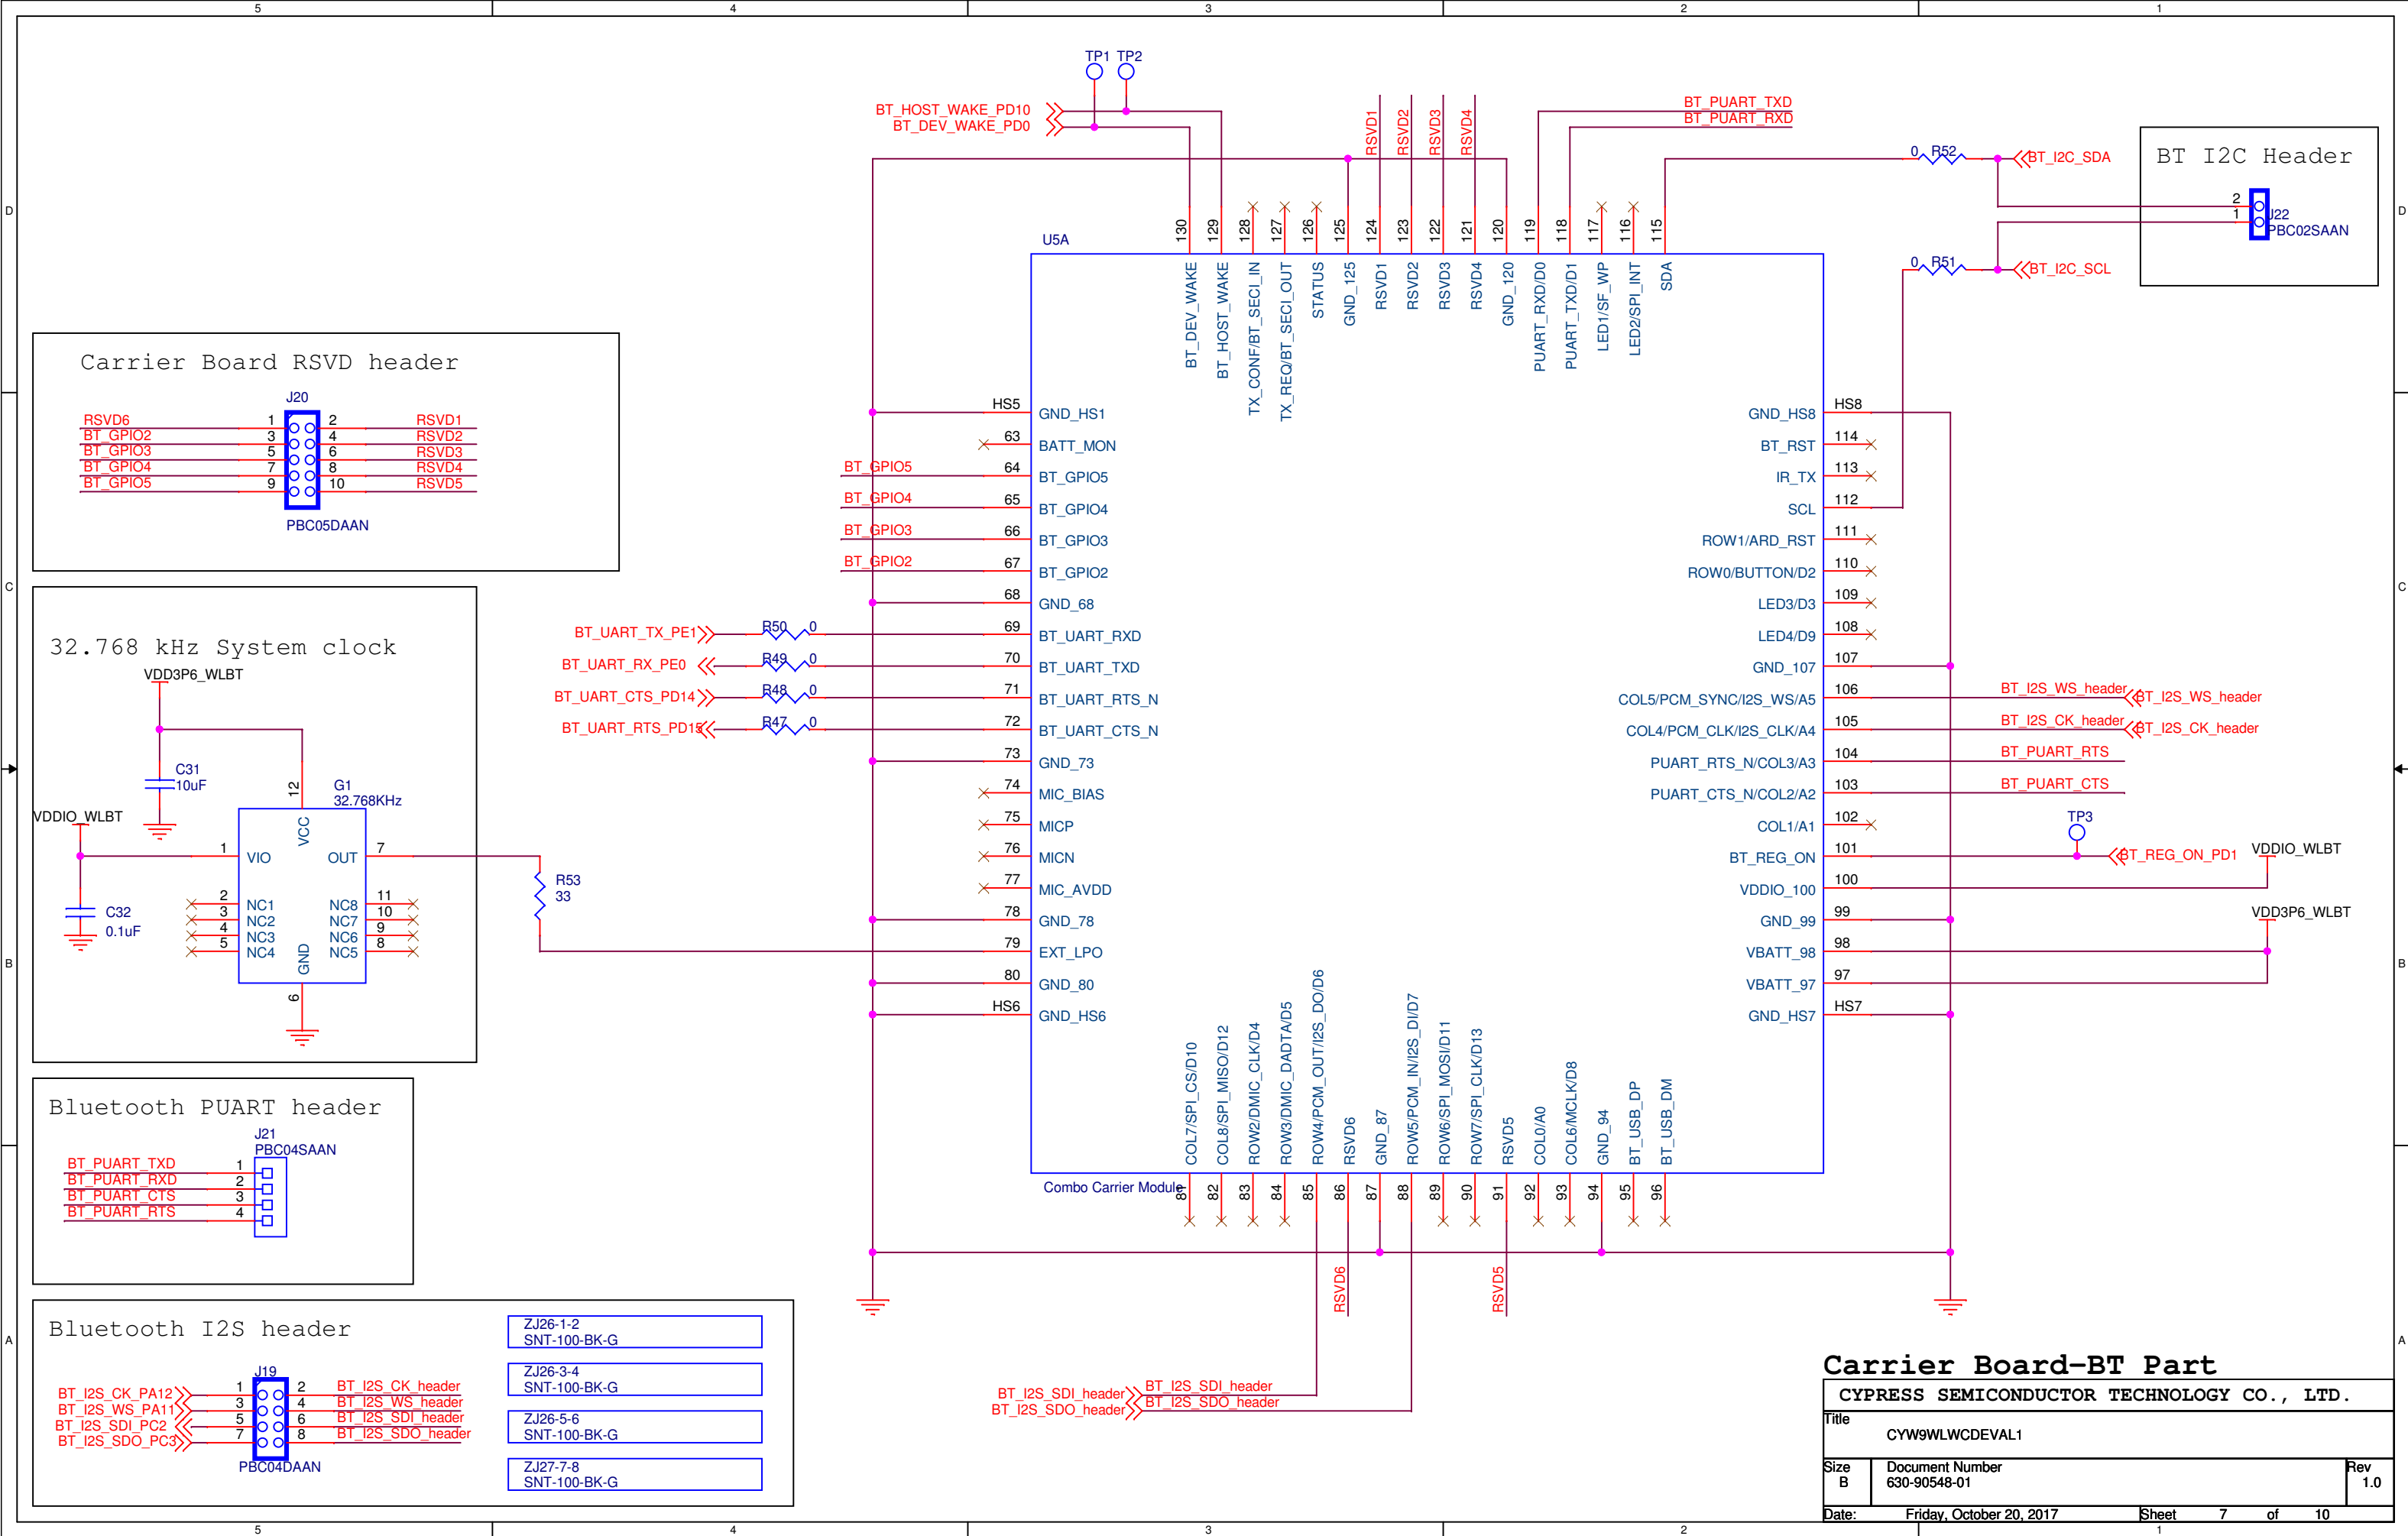 5 4 3 2 1
TP1 TP2
BT_HOST_WAKE_PD10
BT_DEV_WAKE_PD0
RSVD1
RSVD2
RSVD3
RSVD4
BT_PUART_TXD
BT_PUART_RXD
0 R52
BT_I2C_SDA
0 R51
BT_I2C_SCL
BT I2C Header
2
1
J22
PBC02SAAN
D
D
U5A
130
129
128
127
126
125
124
123
122
121
120
119
118
117
116
115
BT_DEV_WAKE
BT_HOST_WAKE
TX_CONF/BT_SECI_IN
TX_REQ/BT_SECI_OUT
STATUS
GND_125
RSVD1
RSVD2
RSVD3
RSVD4
GND_120
PUART_RXD/D0
PUART_TXD/D1
LED1/SF_WP
LED2/SPI_INT
SDA
Carrier Board RSVD header
J20
RSVD6 1 2 RSVD1
BT_GPIO2 3 4 RSVD2
BT_GPIO3 5 6 RSVD3
BT_GPIO4 7 8 RSVD4
BT_GPIO5 9 10 RSVD5
PBC05DAAN
HS5 GND_HS1
63 BATT_MON
BT_GPIO5 64 BT_GPIO5
BT_GPIO4 65 BT_GPIO4
BT_GPIO3 66 BT_GPIO3
BT_GPIO2 67 BT_GPIO2
68 GND_68
BT_UART_TX_PE1 R50 0 69 BT_UART_RXD
BT_UART_RX_PE0 R49 0 70 BT_UART_TXD
BT_UART_CTS_PD14 R48 0 71 BT_UART_RTS_N
BT_UART_RTS_PD15 R47 0 72 BT_UART_CTS_N
73 GND_73
74 MIC_BIAS
75 MICP
76 MICN
77 MIC_AVDD
78 GND_78
79 EXT_LPO
80 GND_80
HS6 GND_HS6
GND_HS8 HS8
BT_RST 114
IR_TX 113
SCL 112
ROW1/ARD_RST 111
ROW0/BUTTON/D2 110
LED3/D3 109
LED4/D9 108
GND_107 107
COL5/PCM_SYNC/I2S_WS/A5 106 BT_I2S_WS_header BT_I2S_WS_header
COL4/PCM_CLK/I2S_CLK/A4 105 BT_I2S_CK_header BT_I2S_CK_header
PUART_RTS_N/COL3/A3 104 BT_PUART_RTS
PUART_CTS_N/COL2/A2 103 BT_PUART_CTS
COL1/A1 102
TP3
BT_REG_ON 101 BT_REG_ON_PD1
VDDIO_WLBT
VDDIO_100 100
GND_99 99
VDD3P6_WLBT
VBATT_98 98
VBATT_97 97
GND_HS7 HS7
C
C
B
B
32.768 kHz System clock
VDD3P6_WLBT
C31
10uF
G1
32.768KHz
12
VCC
VDDIO_WLBT
1 VIO
OUT 7
2 NC1
3 NC2
4 NC3
5 NC4
NC8 11
NC7 10
NC6 9
NC5 8
GND
6
C32
0.1uF
R53
33
COL7/SPI_CS/D10
COL8/SPI_MISO/D12
ROW2/DMIC_CLK/D4
ROW3/DMIC_DADTA/D5
ROW4/PCM_OUT/I2S_DO/D6
RSVD6
GND_87
ROW5/PCM_IN/I2S_DI/D7
ROW6/SPI_MOSI/D11
ROW7/SPI_CLK/D13
RSVD5
COL0/A0
COL6/MCLK/D8
GND_94
BT_USB_DP
BT_USB_DM
Combo Carrier Module
81
82
83
84
85
86
87
88
89
90
91
92
93
94
95
96
RSVD6
RSVD5
BT_I2S_SDI_header BT_I2S_SDI_header
BT_I2S_SDO_header BT_I2S_SDO_header
Bluetooth PUART header
J21
PBC04SAAN
BT_PUART_TXD 1
BT_PUART_RXD 2
BT_PUART_CTS 3
BT_PUART_RTS 4
A
A
Bluetooth I2S header
J19
BT_I2S_CK_PA12 1 2 BT_I2S_CK_header
BT_I2S_WS_PA11 3 4 BT_I2S_WS_header
BT_I2S_SDI_PC2 5 6 BT_I2S_SDI_header
BT_I2S_SDO_PC3 7 8 BT_I2S_SDO_header
PBC04DAAN
ZJ26-1-2
SNT-100-BK-G
ZJ26-3-4
SNT-100-BK-G
ZJ26-5-6
SNT-100-BK-G
ZJ27-7-8
SNT-100-BK-G
Carrier Board-BT Part
CYPRESS SEMICONDUCTOR TECHNOLOGY CO., LTD.
Title
CYW9WLWCDEVAL1
Size Document Number Rev
B 630-90548-01 1.0
Date: Friday, October 20, 2017 Sheet 7 of 10
5 4 3 2 1